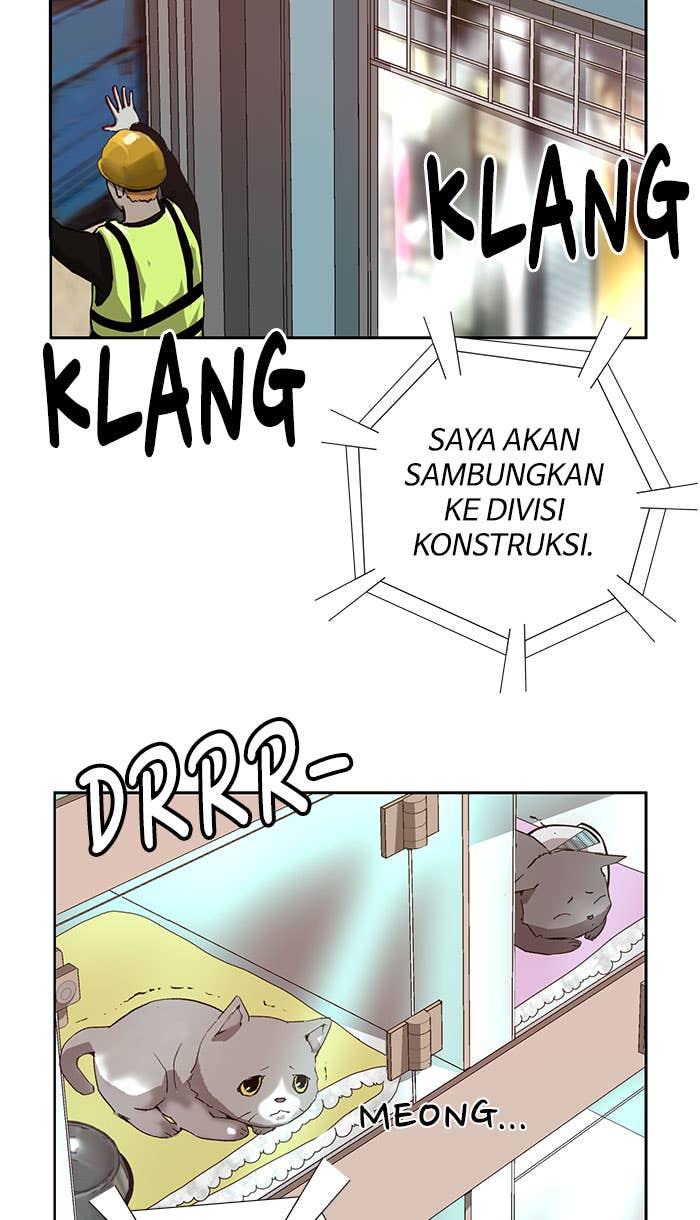 KLANG
KLANG
SAYA AKAN
SAMBUNGKAN
KE DIVISI
KONSTRUKSI.
DRRR-
MEONG...